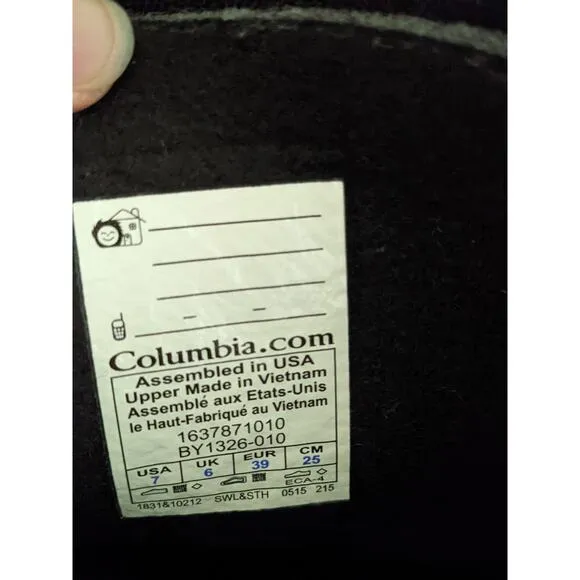 Columbia.com
Assembled in USA
Upper Made in Vietnam
Assemblé aux Etats-Unis
le Haut-Fabriqué au Vietnam
1637871010
BY1326-010
USA UK EUR CM
7 6 39 25
ECA-4
1831&10212 SWL&STH 0515 215